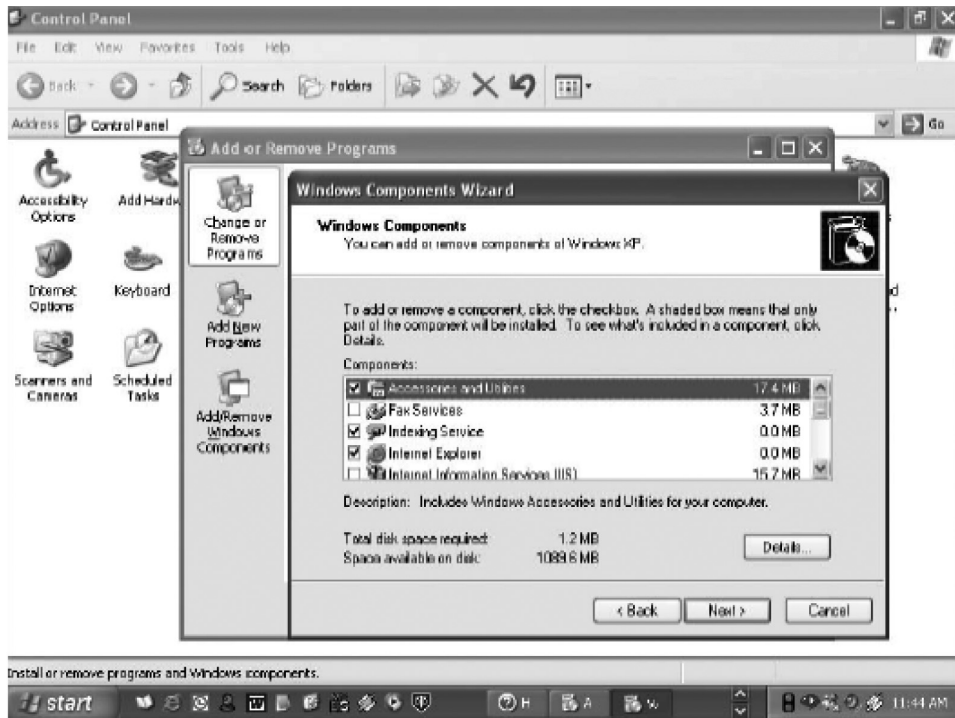 Control Panel
File Edit View Favorites Tools Help
Back Search Folders
Address Control Panel Go
Accessibility Options
Add Hardw
Internet Options
Keyboard
Scanners and Cameras
Scheduled Tasks
Add or Remove Programs
Change or Remove Programs
Add New Programs
Add/Remove Windows Components
Windows Components Wizard
Windows Components
You can add or remove components of Windows XP.
To add or remove a component, click the checkbox. A shaded box means that only
part of the component will be installed. To see what's included in a component, click
Details.
Components:
Accessories and Utilities 17.4 MB
Fax Services 3.7 MB
Indexing Service 0.0 MB
Internet Explorer 0.0 MB
Internet Information Services (IIS) 15.7 MB
Description: Includes Windows Accessories and Utilities for your computer.
Total disk space required: 1.2 MB
Space available on disk: 1089.6 MB
Details...
< Back Next > Cancel
Install or remove programs and Windows components.
start H A W 11:44 AM